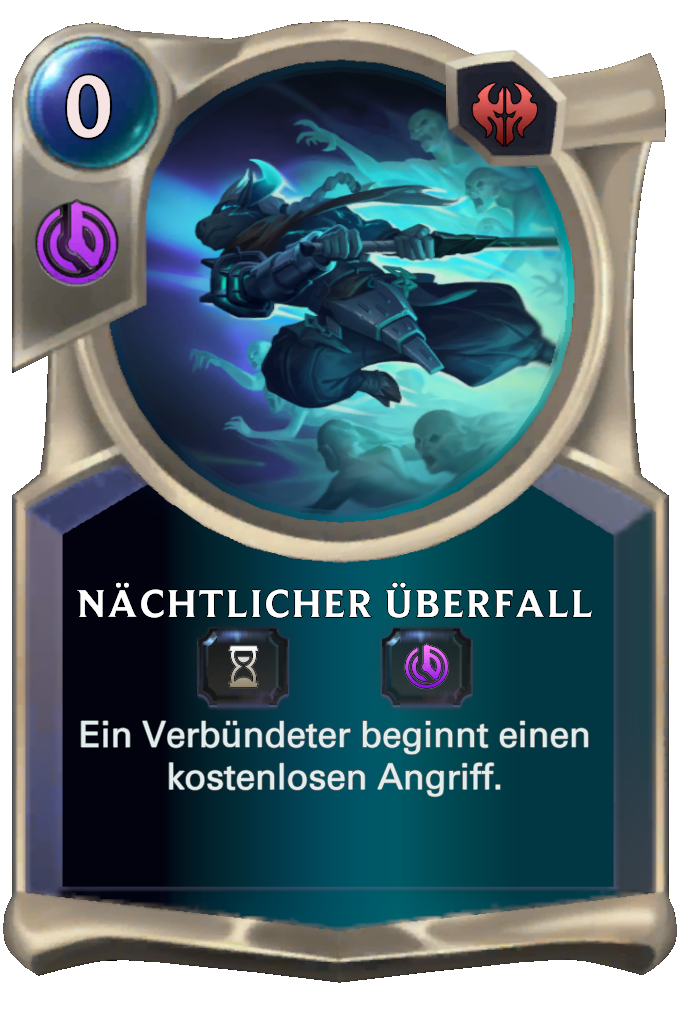 0
NÄCHTLICHER ÜBERFALL
Ein Verbündeter beginnt einen
kostenlosen Angriff.